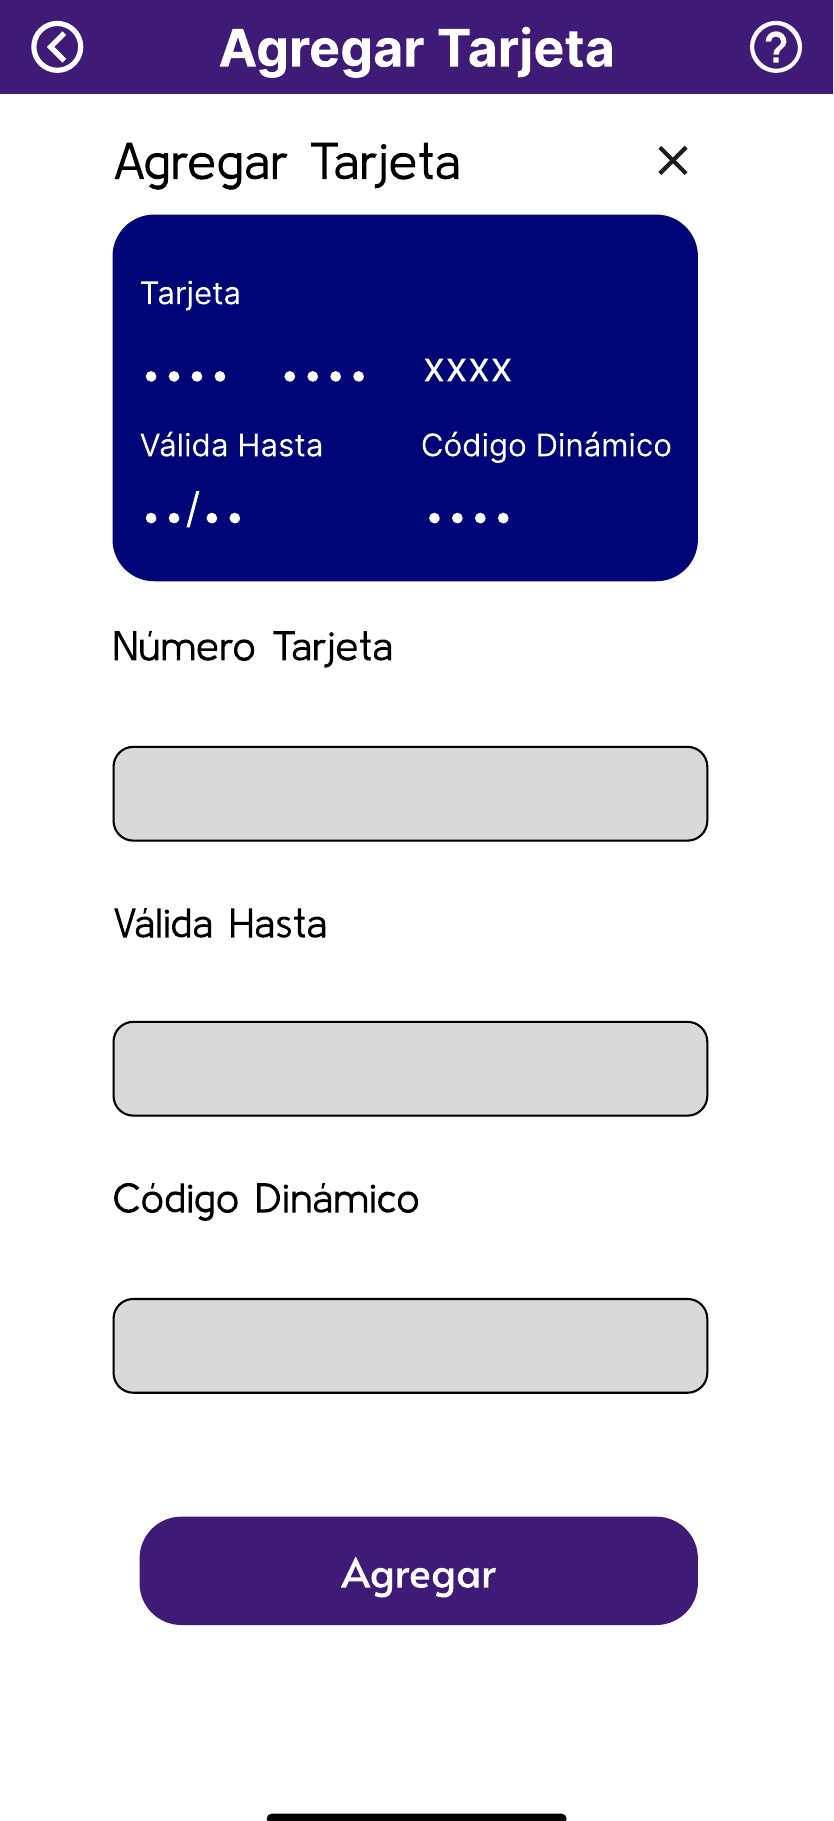 Agregar Tarjeta
Agregar Tarjeta
Tarjeta
•••• •••• XXXX
Válida Hasta Código Dinámico
••/•• ••••
Número Tarjeta
Válida Hasta
Código Dinámico
Agregar